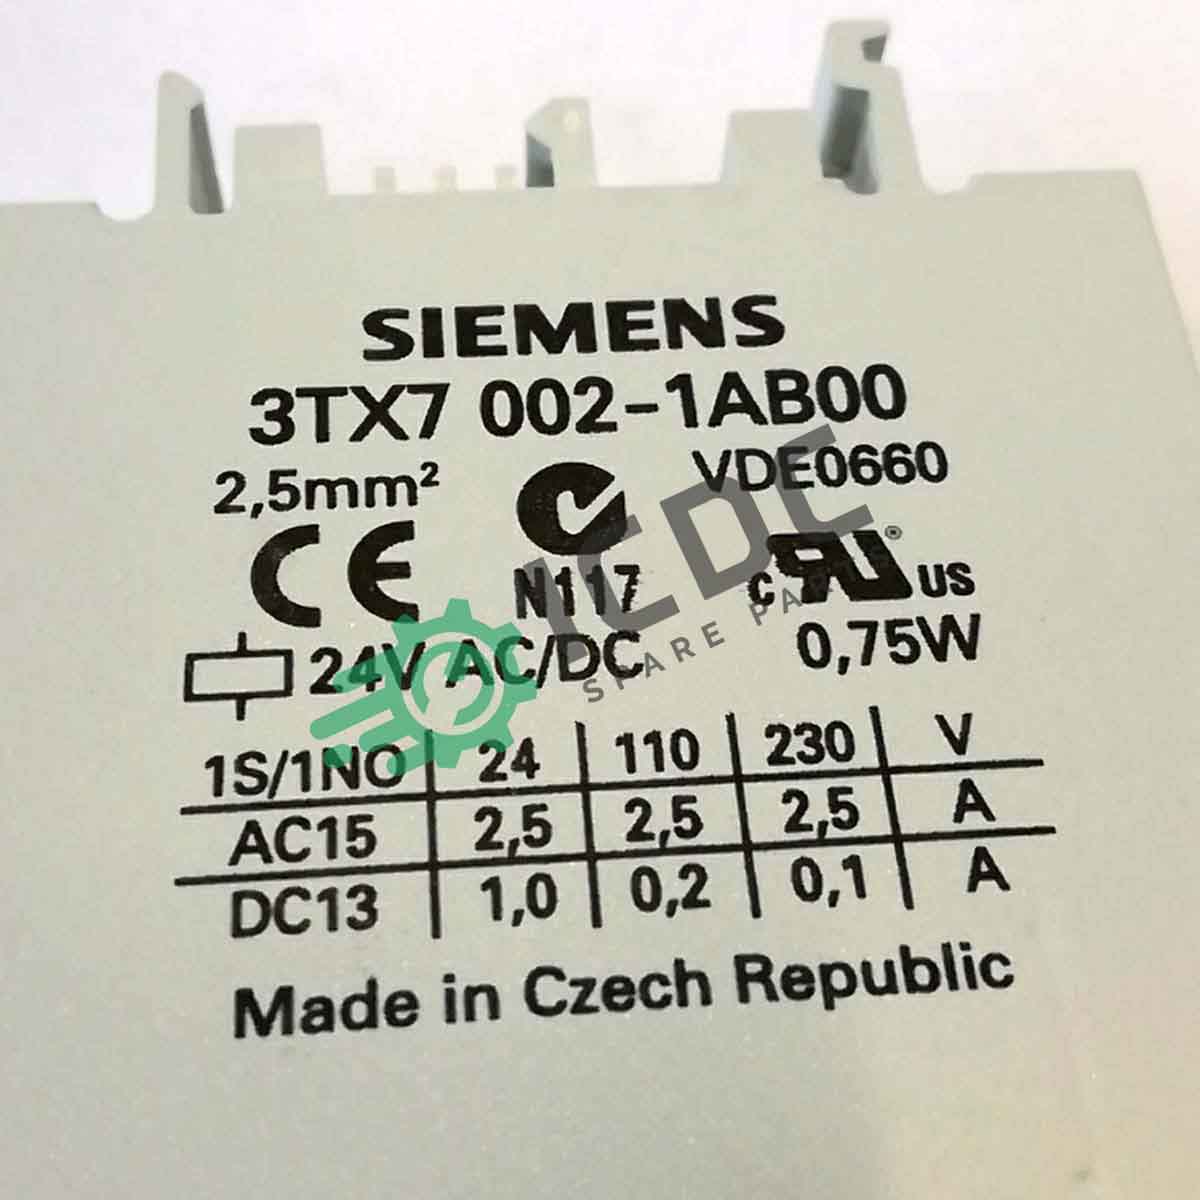 SIEMENS
3TX7 002-1AB00
2,5mm² VDE0660
CE N117 c RU® US
24V AC/DC 0,75W
ICDC
SPARE PARTS
1S/1NO 24 110 230 V
AC15 2,5 2,5 2,5 A
DC13 1,0 0,2 0,1 A
Made in Czech Republic